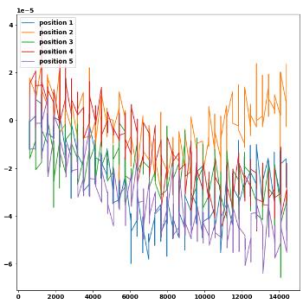 1e−5
position 1
position 2
position 3
position 4
position 5
4
2
0
−2
−4
−6
0 2000 4000 6000 8000 10000 12000 14000